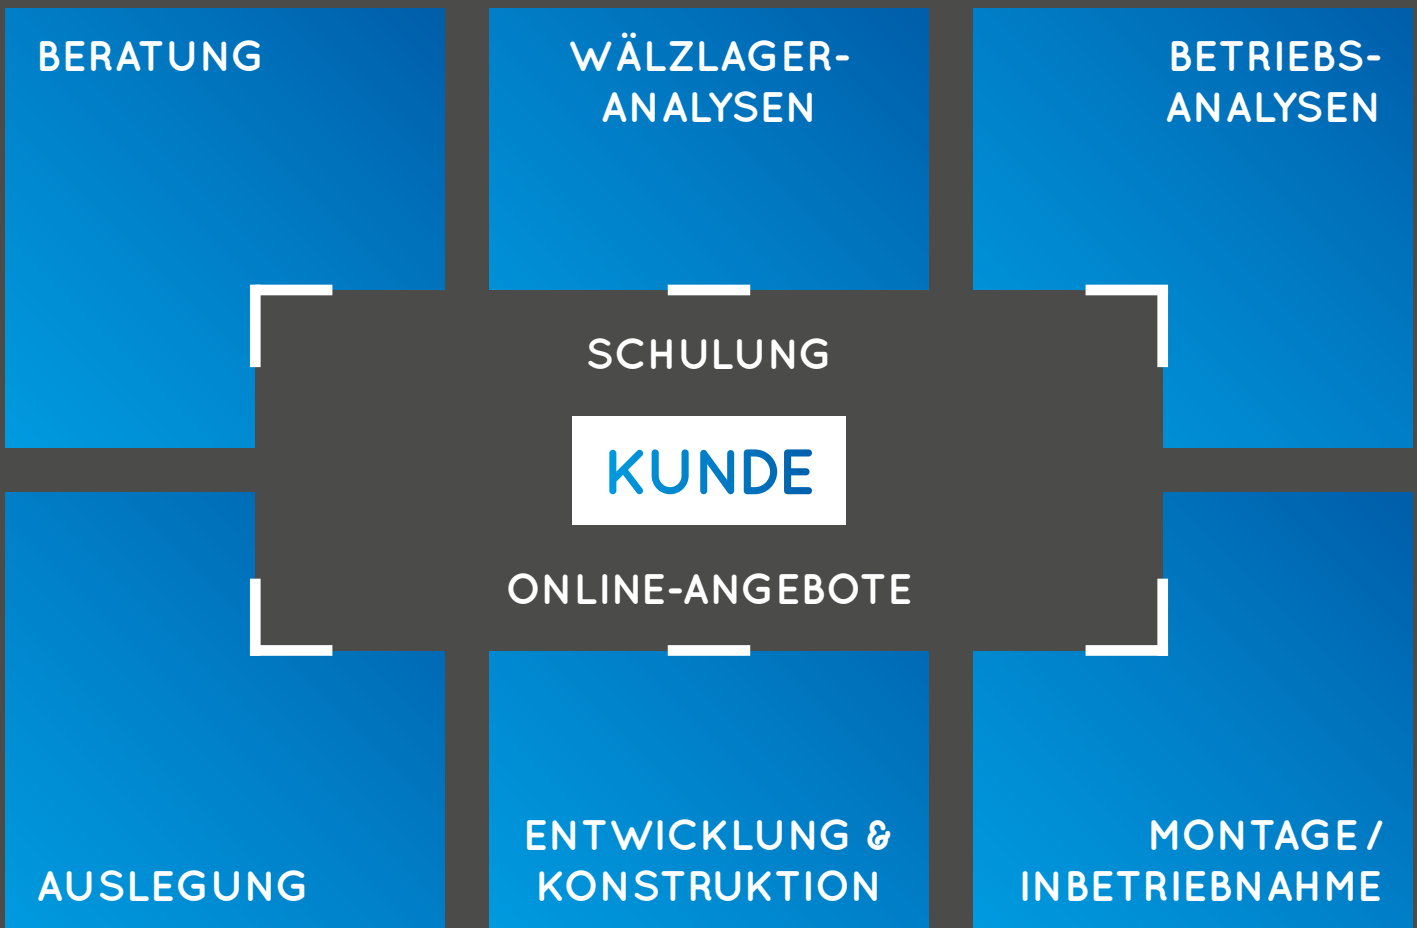 BERATUNG
WÄLZLAGER-
ANALYSEN
BETRIEBS-
ANALYSEN
SCHULUNG
KUNDE
ONLINE-ANGEBOTE
AUSLEGUNG
ENTWICKLUNG &
KONSTRUKTION
MONTAGE/
INBETRIEBNAHME